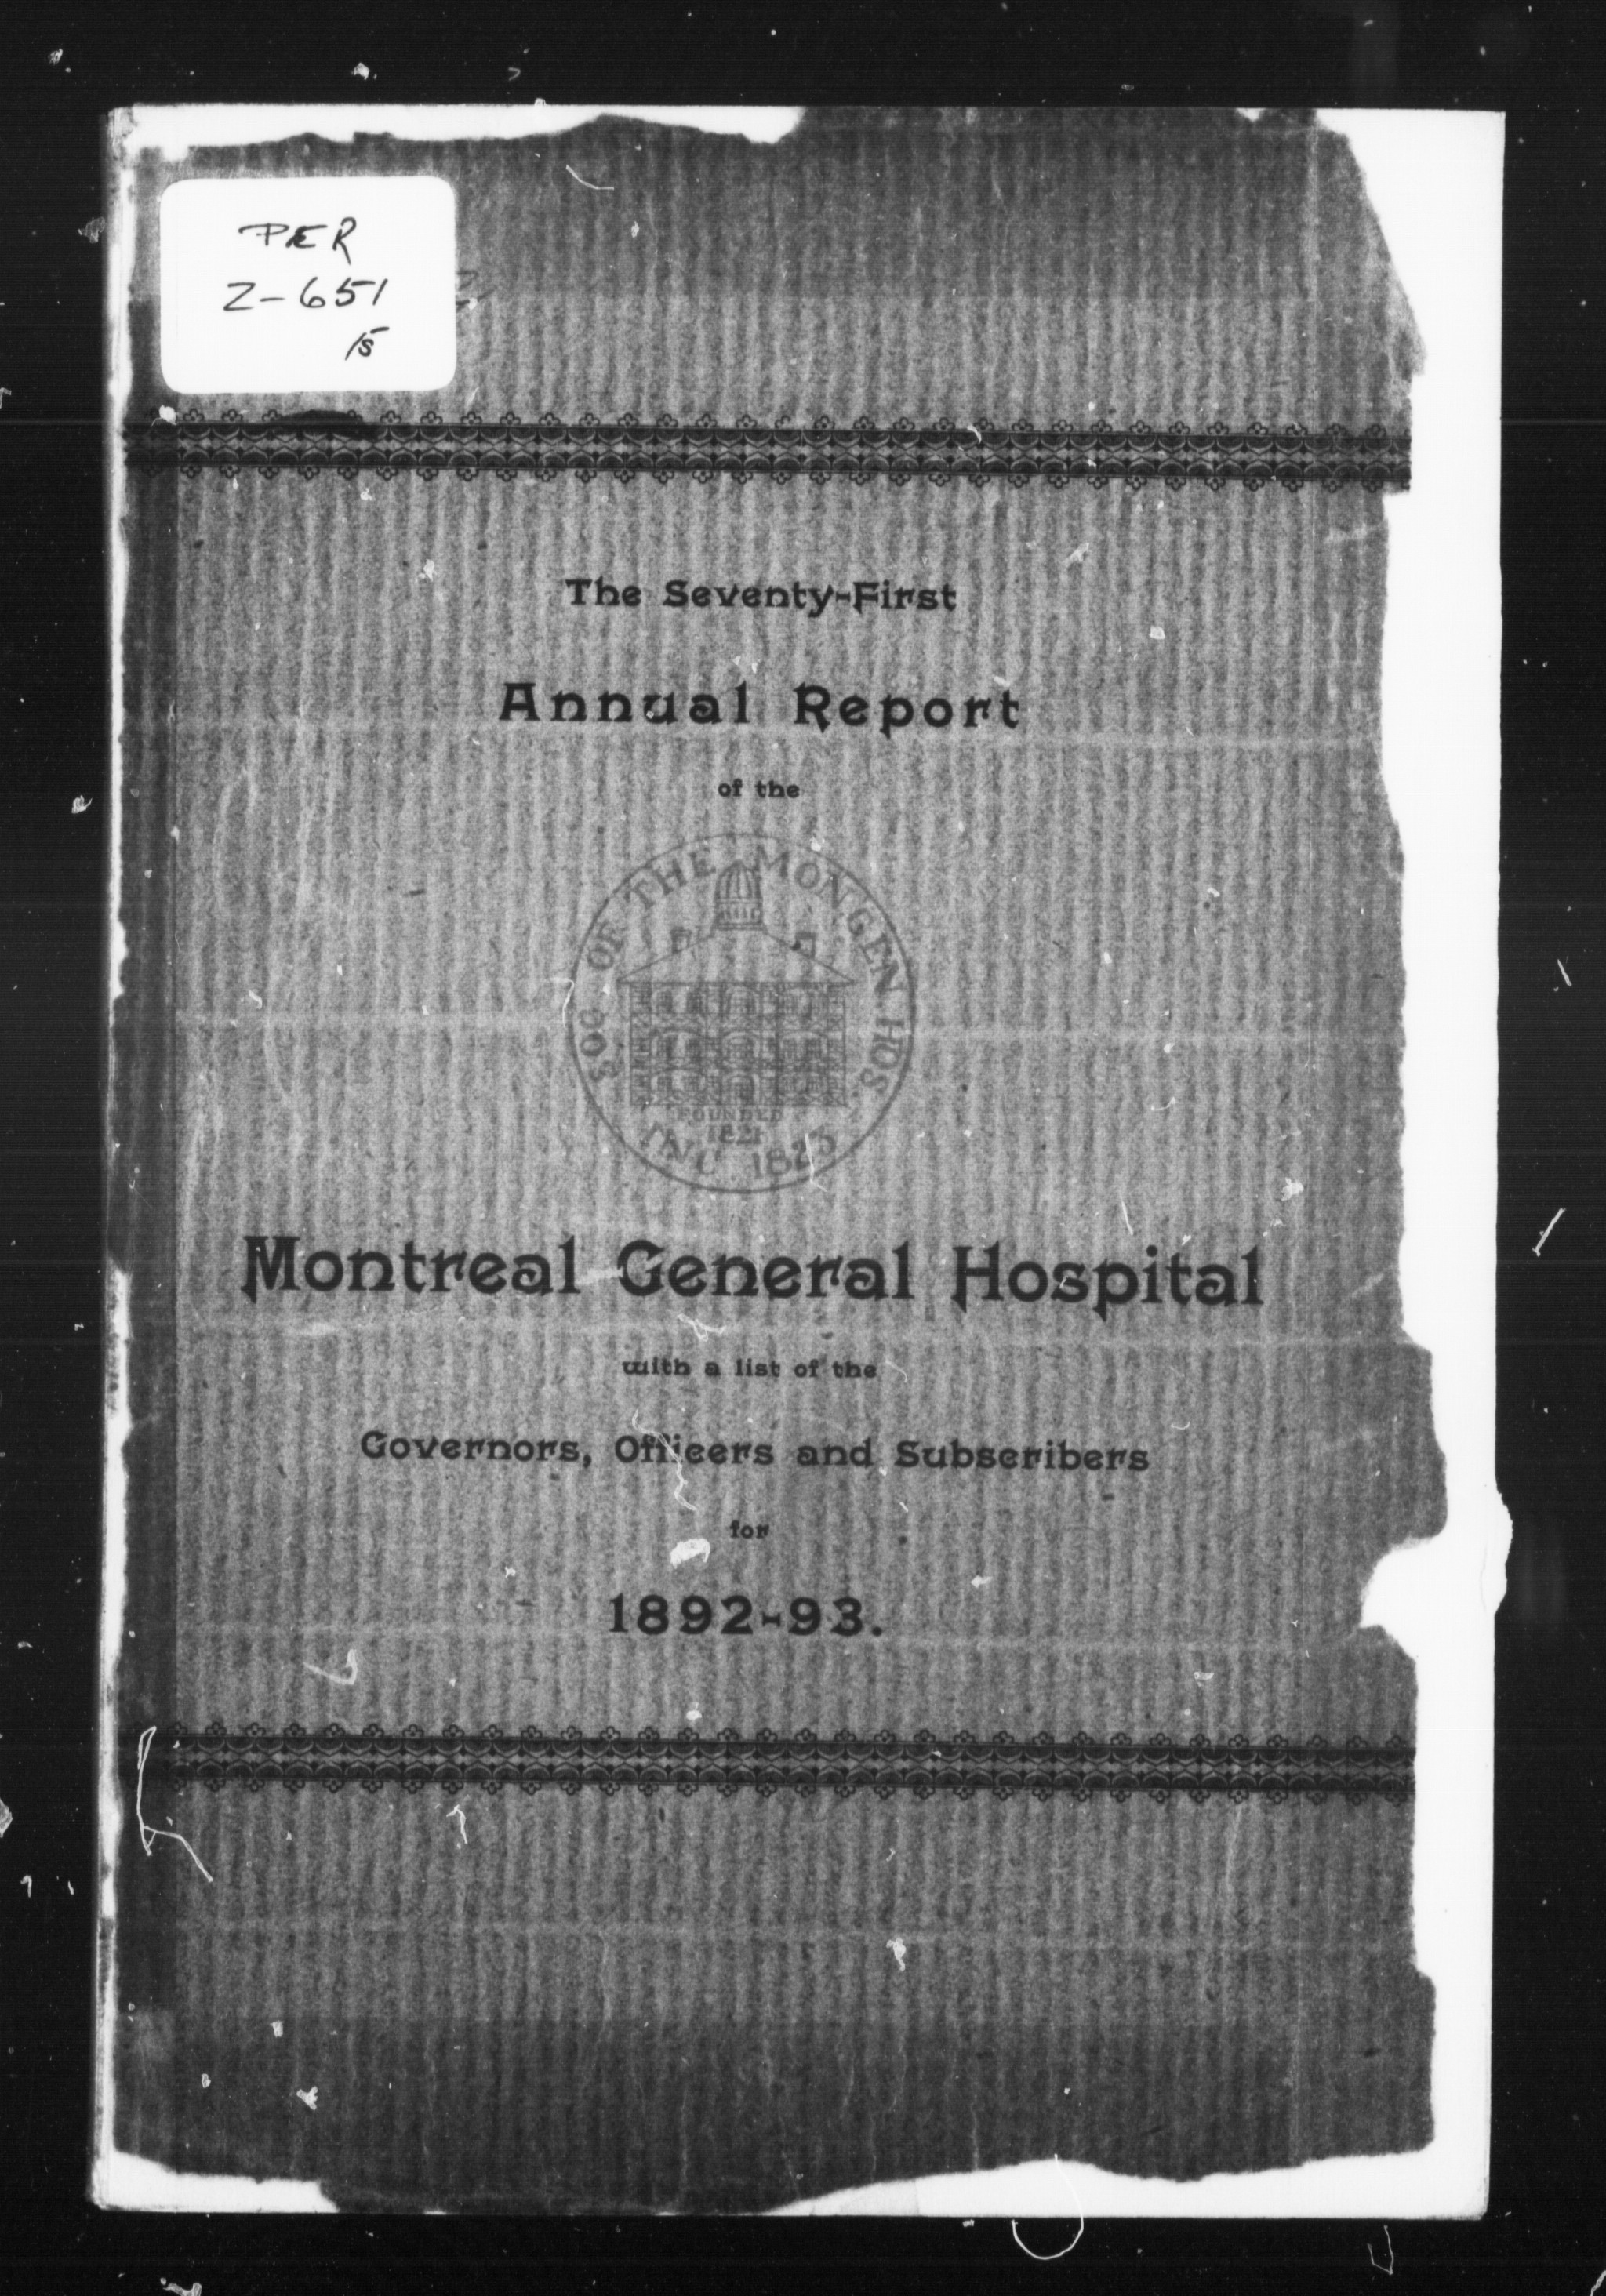 PER
Z-651
15
The Seventy-First
Annual Report
of the
SOC OF THE MON. GEN HOS.
FOUNDED
1821
INC. 1823
Montreal General Hospital
with a list of the
Governors, Officers and Subscribers
for
1892-93.